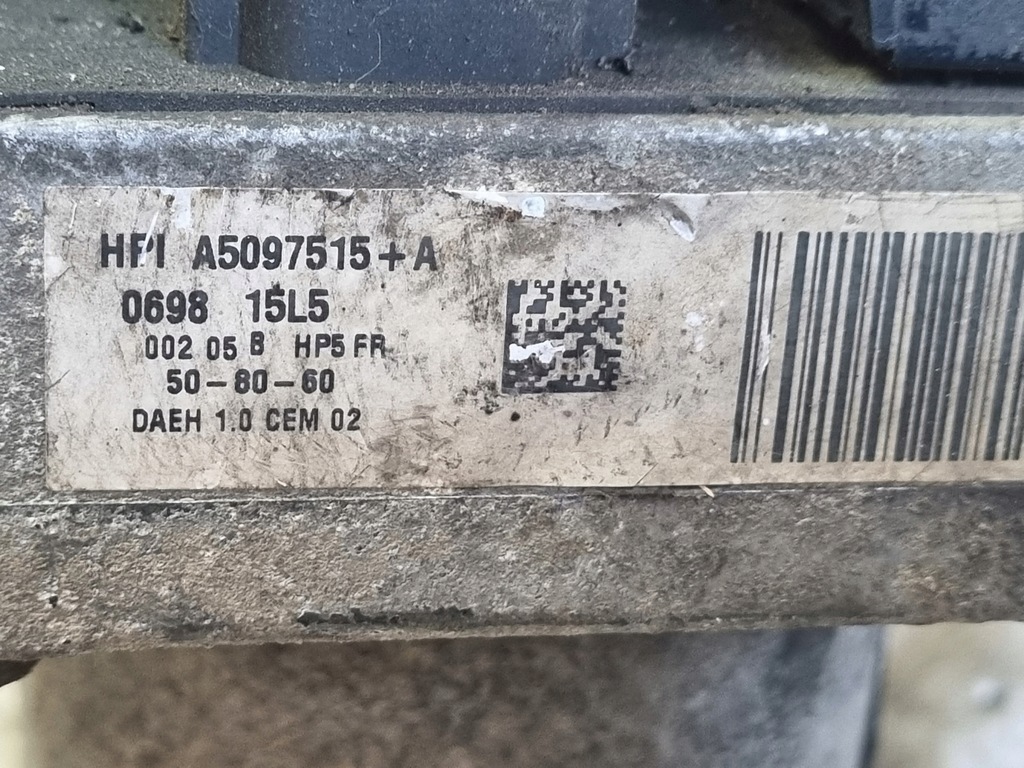 HPI A5097515+A
0698 15L5
002 05 B HP5 FR
50-80-60
DAEH 1.0 CEM 02